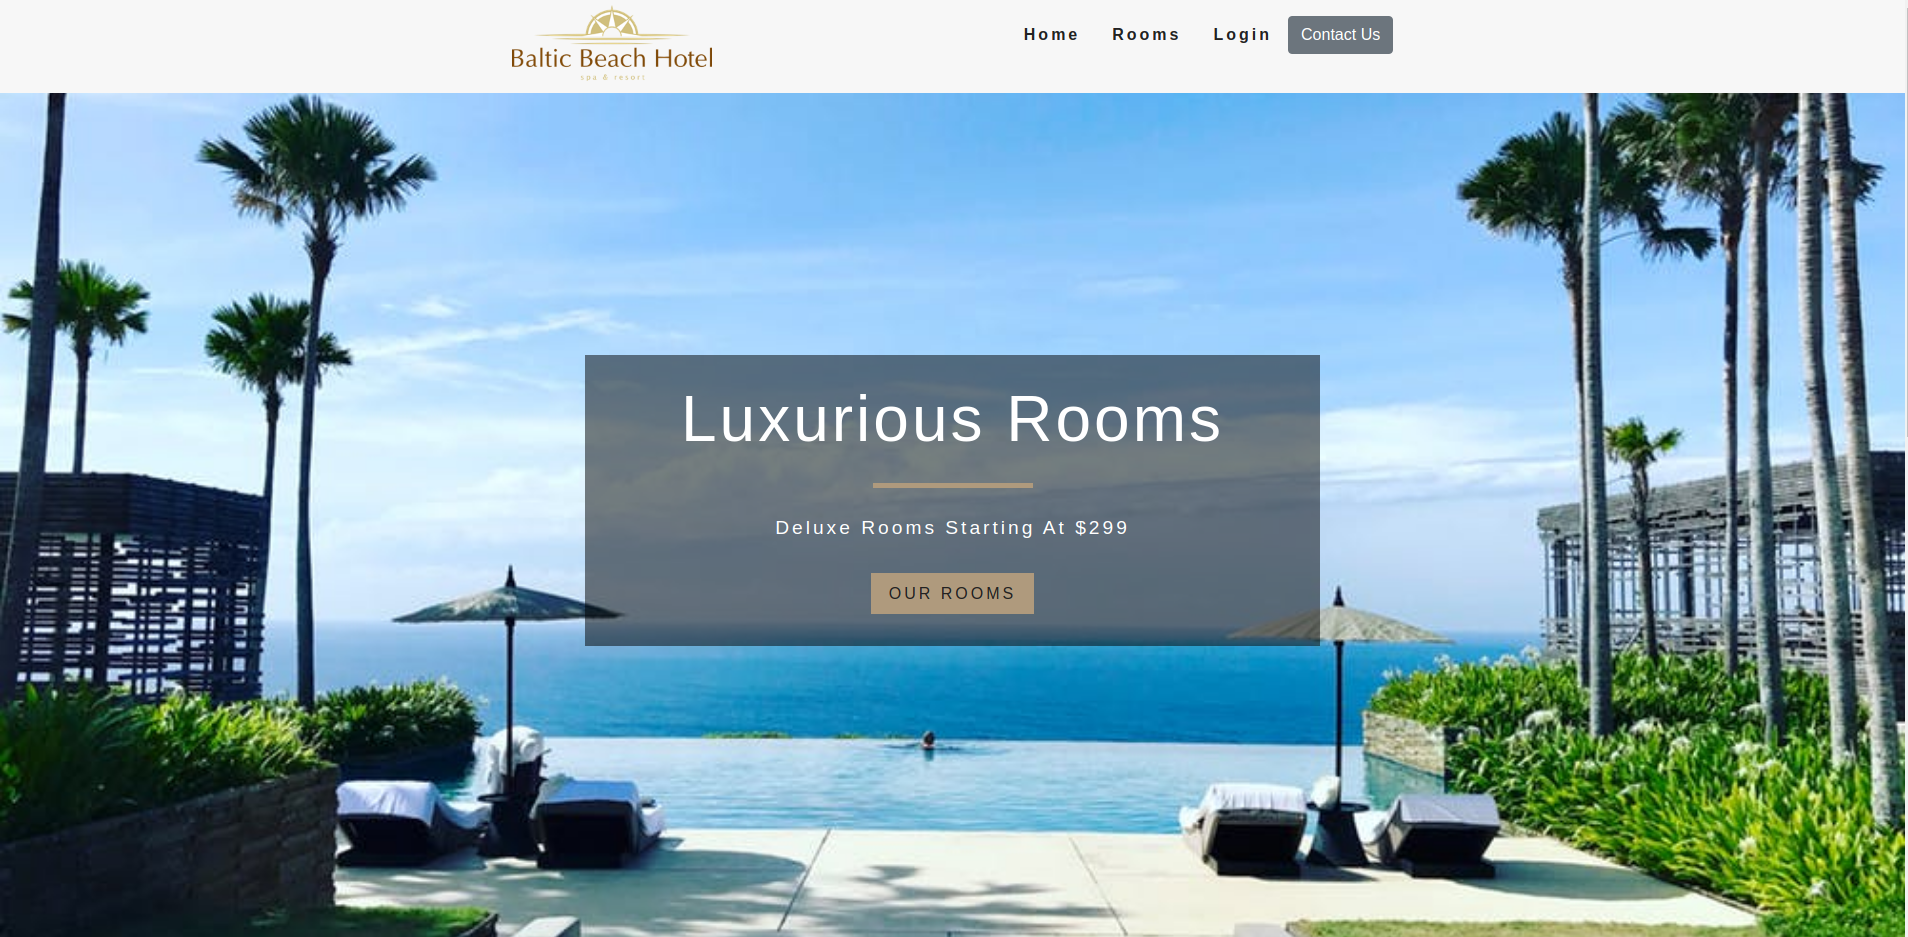 Baltic Beach Hotel
spa & resort
Home Rooms Login Contact Us
Luxurious Rooms
Deluxe Rooms Starting At $299
OUR ROOMS